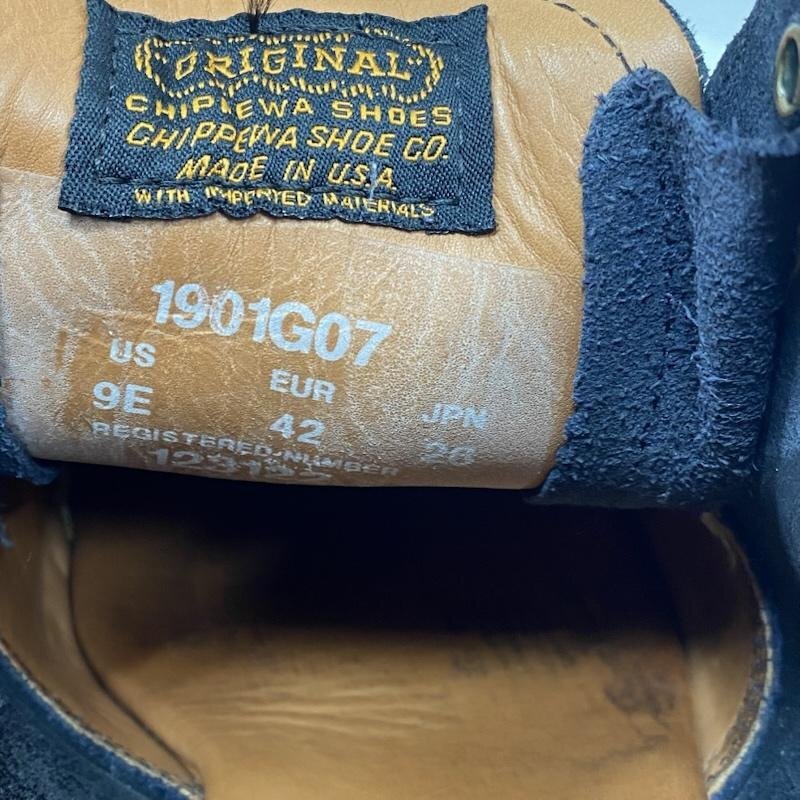 "ORIGINAL"
CHIPPEWA SHOES
CHIPPEWA SHOE CO.
MADE IN U.S.A.
WITH IMPORTED MATERIALS
1901G07
US EUR JPN
9E 42 26
REGISTERED NUMBER